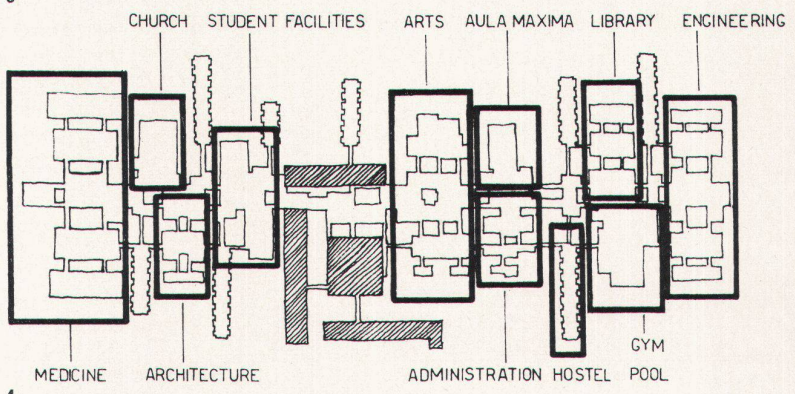 CHURCH STUDENT FACILITIES ARTS AULA MAXIMA LIBRARY ENGINEERING
GYM
MEDICINE ARCHITECTURE ADMINISTRATION HOSTEL POOL